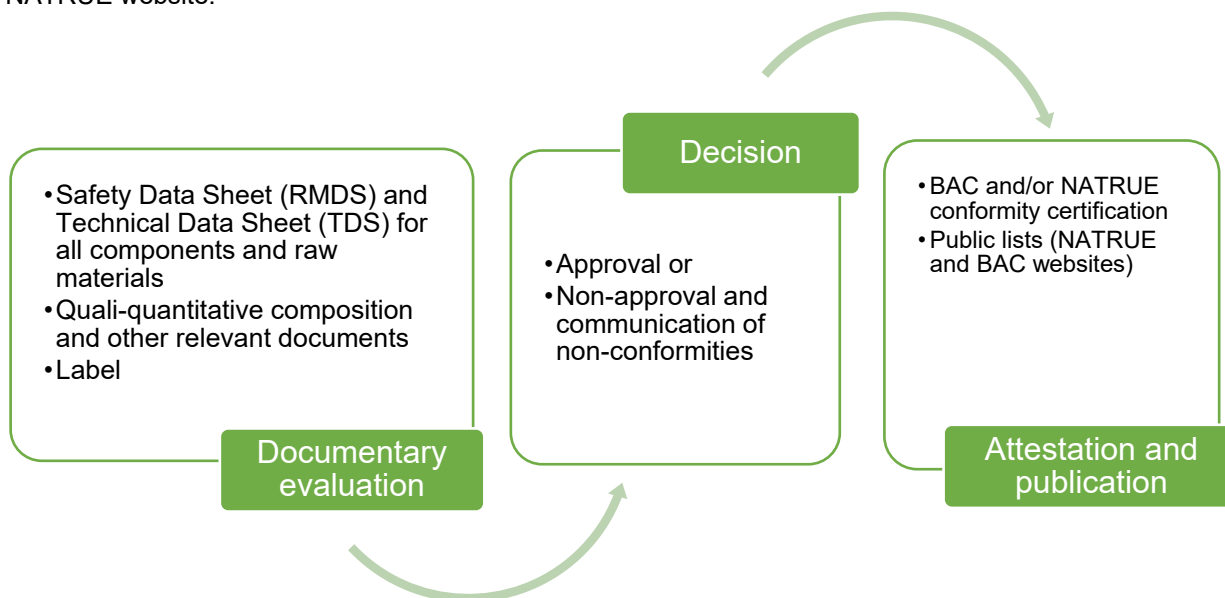 NATRUE website.
•Safety Data Sheet (RMDS) and
Technical Data Sheet (TDS) for
all components and raw
materials
•Quali-quantitative composition
and other relevant documents
•Label
Documentary
evaluation
Decision
•Approval or
•Non-approval and
communication of
non-conformities
•BAC and/or NATRUE
conformity certification
•Public lists (NATRUE
and BAC websites)
Attestation and
publication